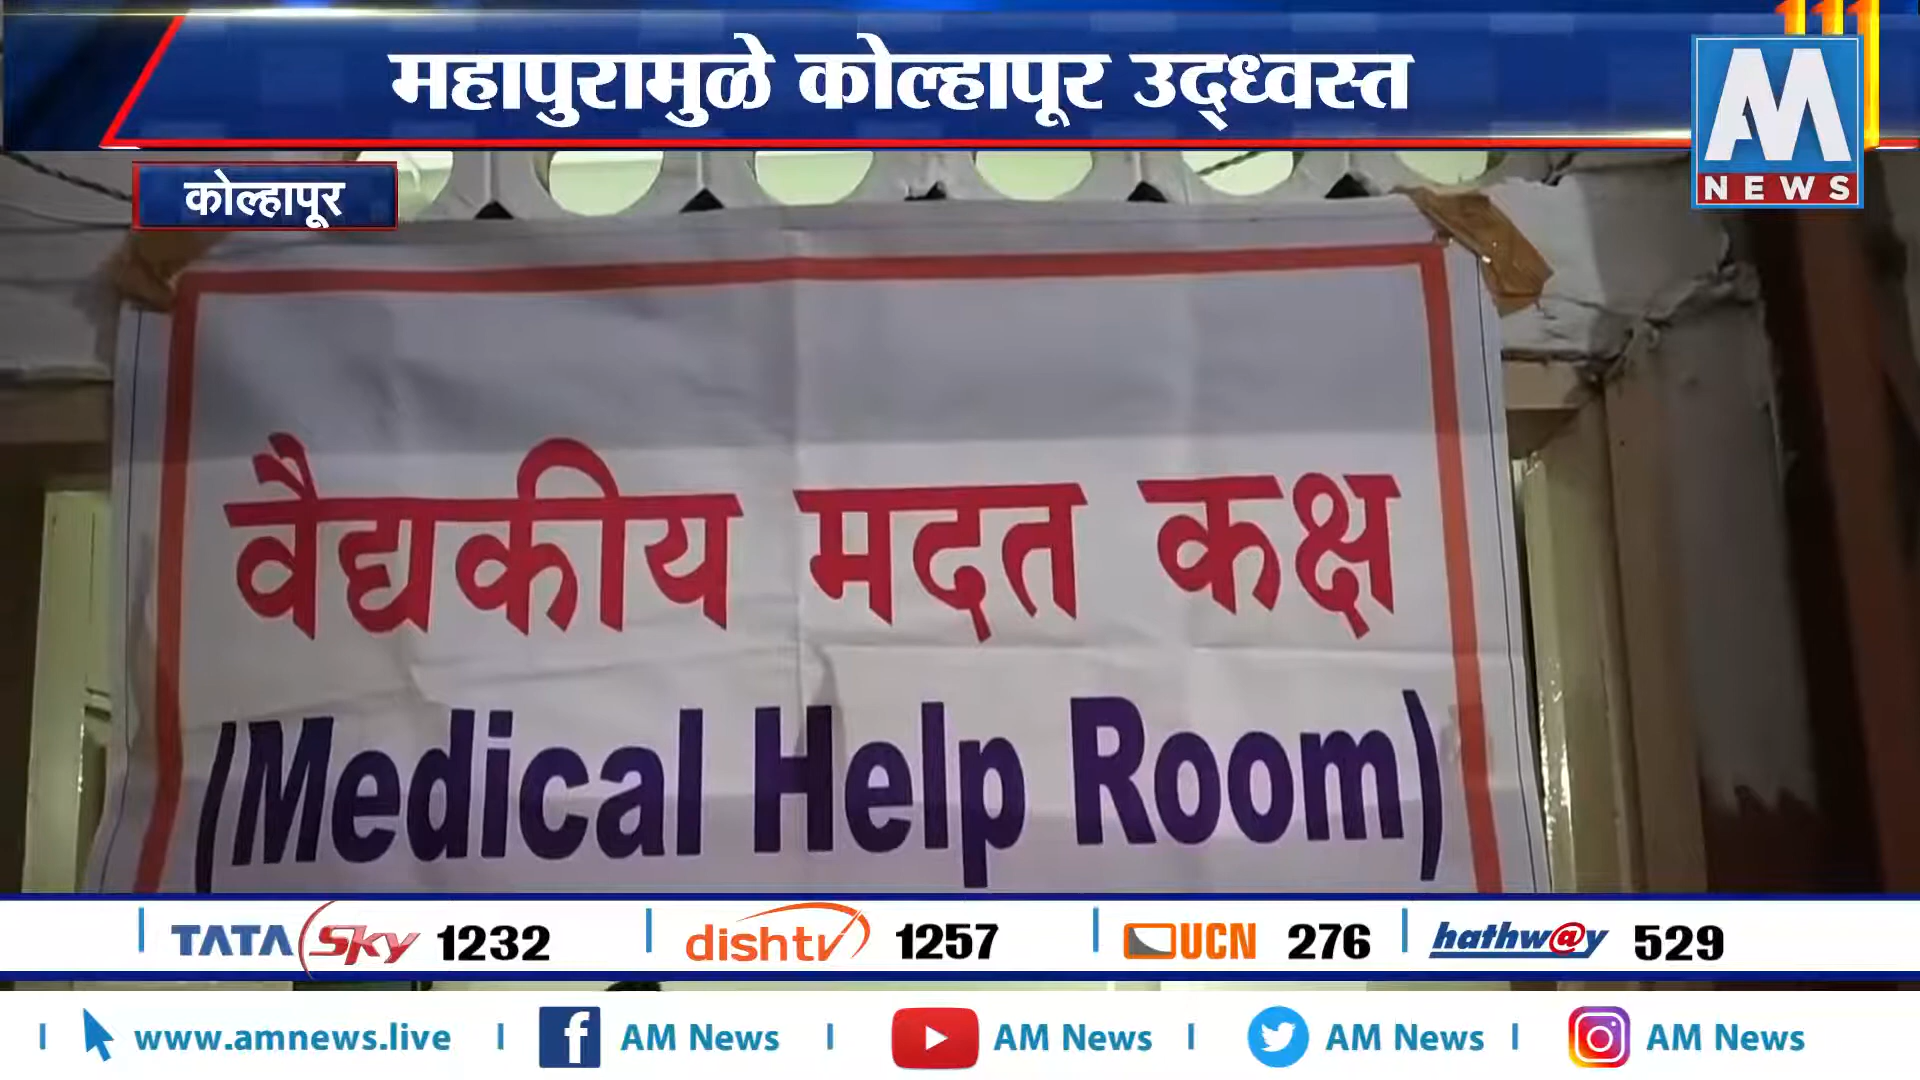 महापुरामुळे कोल्हापूर उद्ध्वस्त
AM
NEWS
कोल्हापूर
वैद्यकीय मदत कक्ष
(Medical Help Room)
TATA Sky 1232 dishtv 1257 UCN 276 hathw@y 529
www.amnews.live AM News AM News AM News AM News